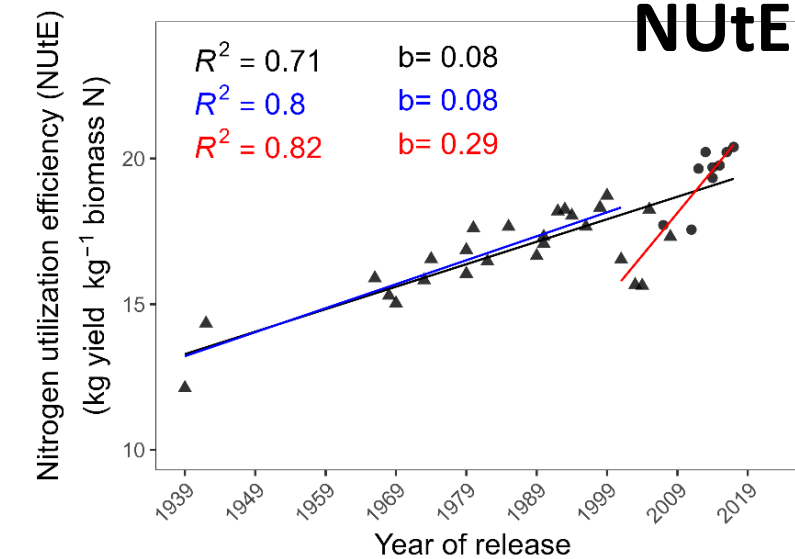 NUtE
R² = 0.71 b= 0.08
R² = 0.8 b= 0.08
R² = 0.82 b= 0.29
Nitrogen utilization efficiency (NUtE)
(kg yield kg⁻¹ biomass N)
20
15
10
1939 1949 1959 1969 1979 1989 1999 2009 2019
Year of release